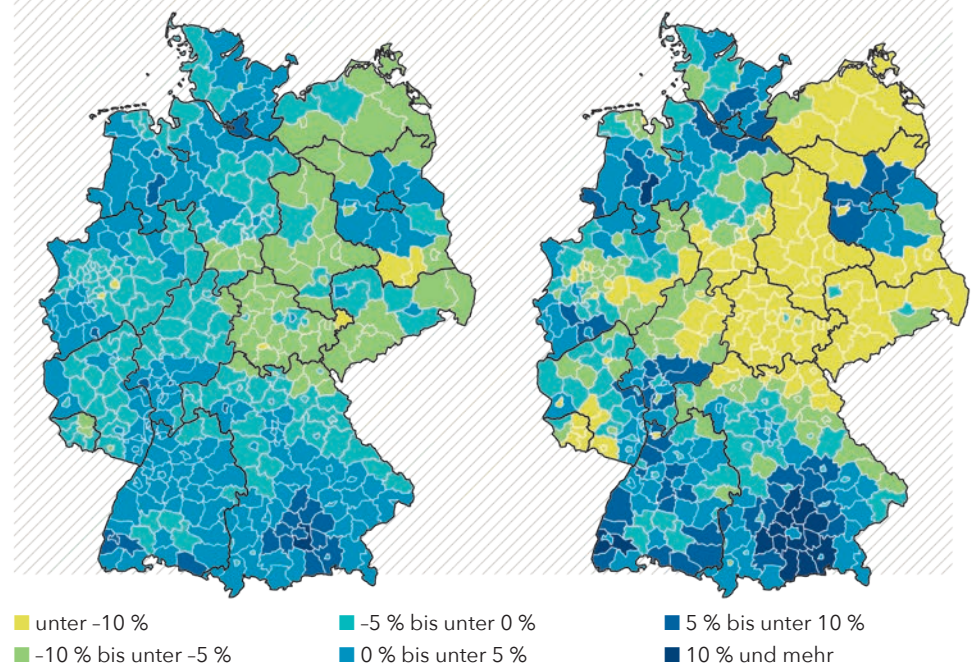 unter –10 %
–5 % bis unter 0 %
5 % bis unter 10 %
–10 % bis unter –5 %
0 % bis unter 5 %
10 % und mehr